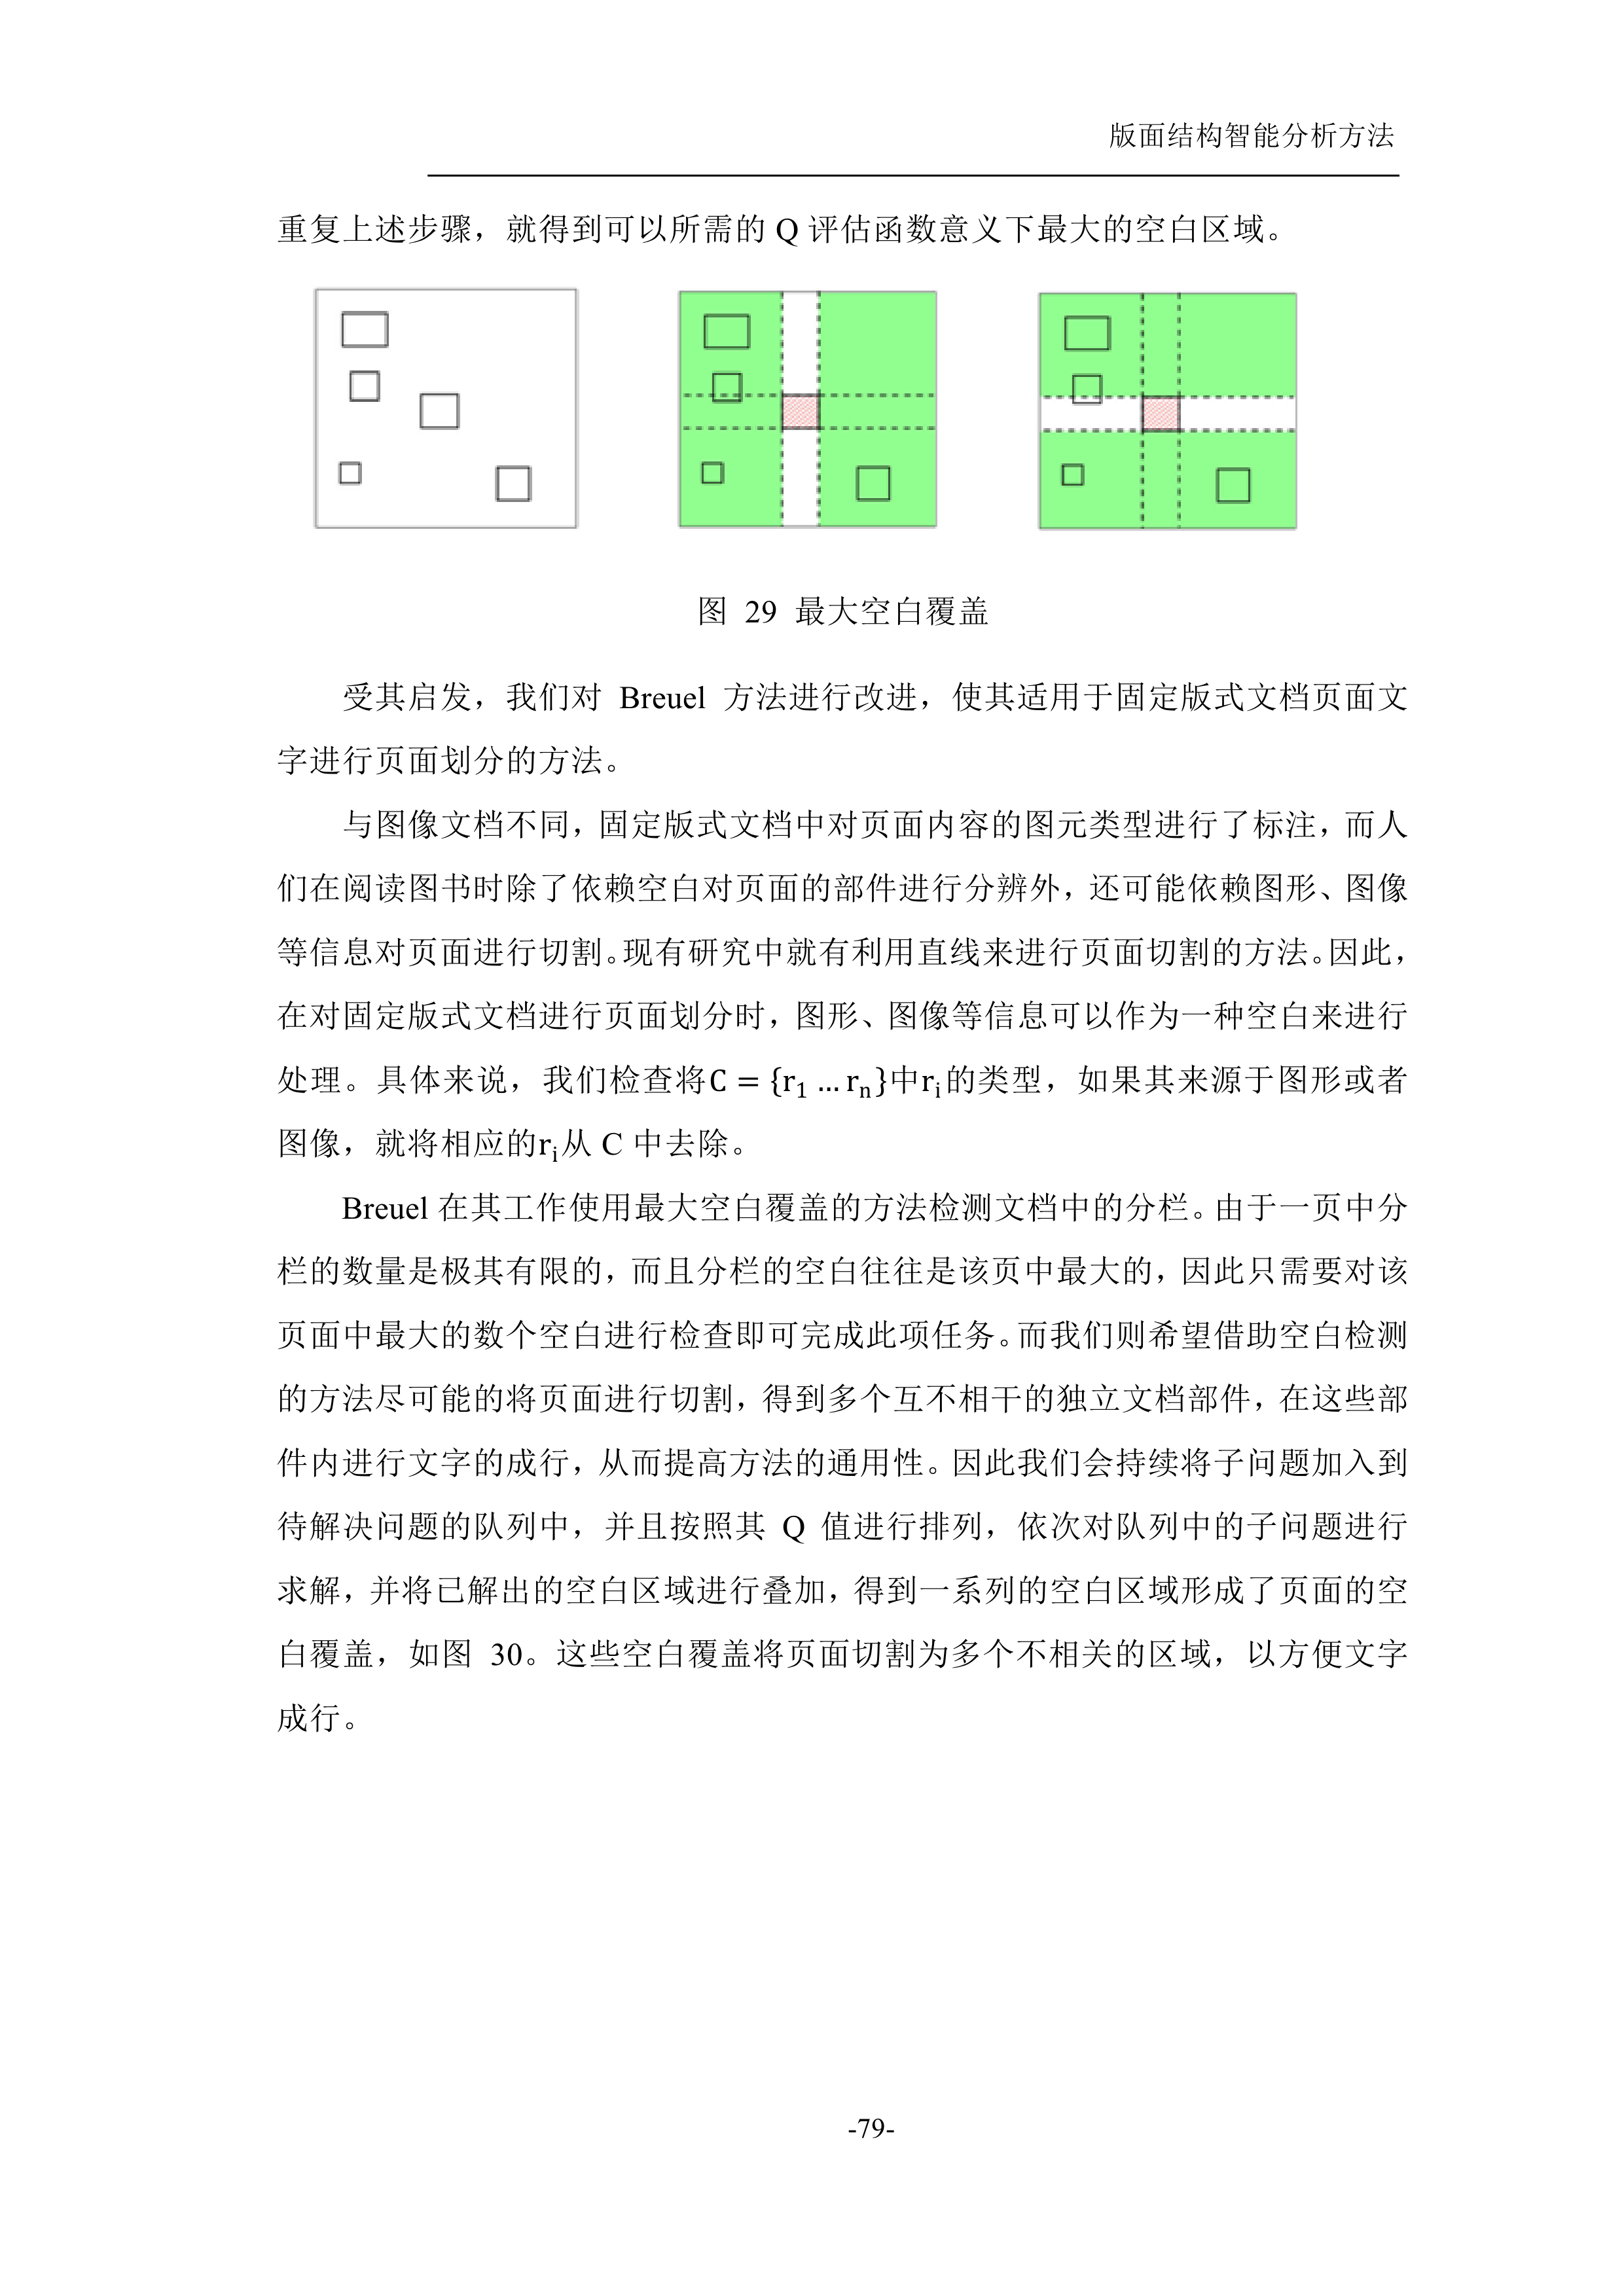 版面结构智能分析方法
重复上述步骤，就得到可以所需的 Q 评估函数意义下最大的空白区域。
图 29 最大空白覆盖
受其启发，我们对 Breuel 方法进行改进，使其适用于固定版式文档页面文
字进行页面划分的方法。
与图像文档不同，固定版式文档中对页面内容的图元类型进行了标注，而人
们在阅读图书时除了依赖空白对页面的部件进行分辨外，还可能依赖图形、图像
等信息对页面进行切割。现有研究中就有利用直线来进行页面切割的方法。因此，
在对固定版式文档进行页面划分时，图形、图像等信息可以作为一种空白来进行
处理。具体来说，我们检查将C = {r₁ … rₙ}中rᵢ的类型，如果其来源于图形或者
图像，就将相应的rᵢ从 C 中去除。
Breuel 在其工作使用最大空白覆盖的方法检测文档中的分栏。由于一页中分
栏的数量是极其有限的，而且分栏的空白往往是该页中最大的，因此只需要对该
页面中最大的数个空白进行检查即可完成此项任务。而我们则希望借助空白检测
的方法尽可能的将页面进行切割，得到多个互不相干的独立文档部件，在这些部
件内进行文字的成行，从而提高方法的通用性。因此我们会持续将子问题加入到
待解决问题的队列中，并且按照其 Q 值进行排列，依次对队列中的子问题进行
求解，并将已解出的空白区域进行叠加，得到一系列的空白区域形成了页面的空
白覆盖，如图 30。这些空白覆盖将页面切割为多个不相关的区域，以方便文字
成行。
-79-